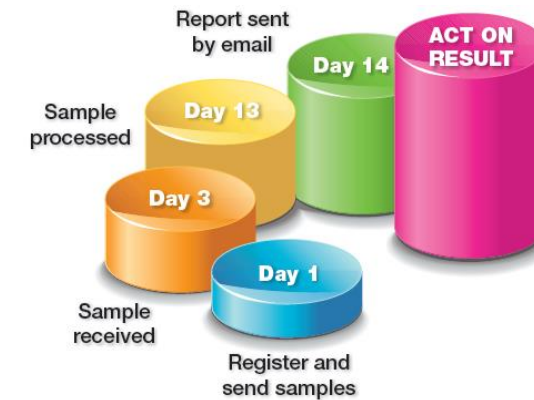 Report sent
by email
ACT ON
RESULT
Day 14
Sample
processed
Day 13
Day 3
Sample
received
Day 1
Register and
send samples